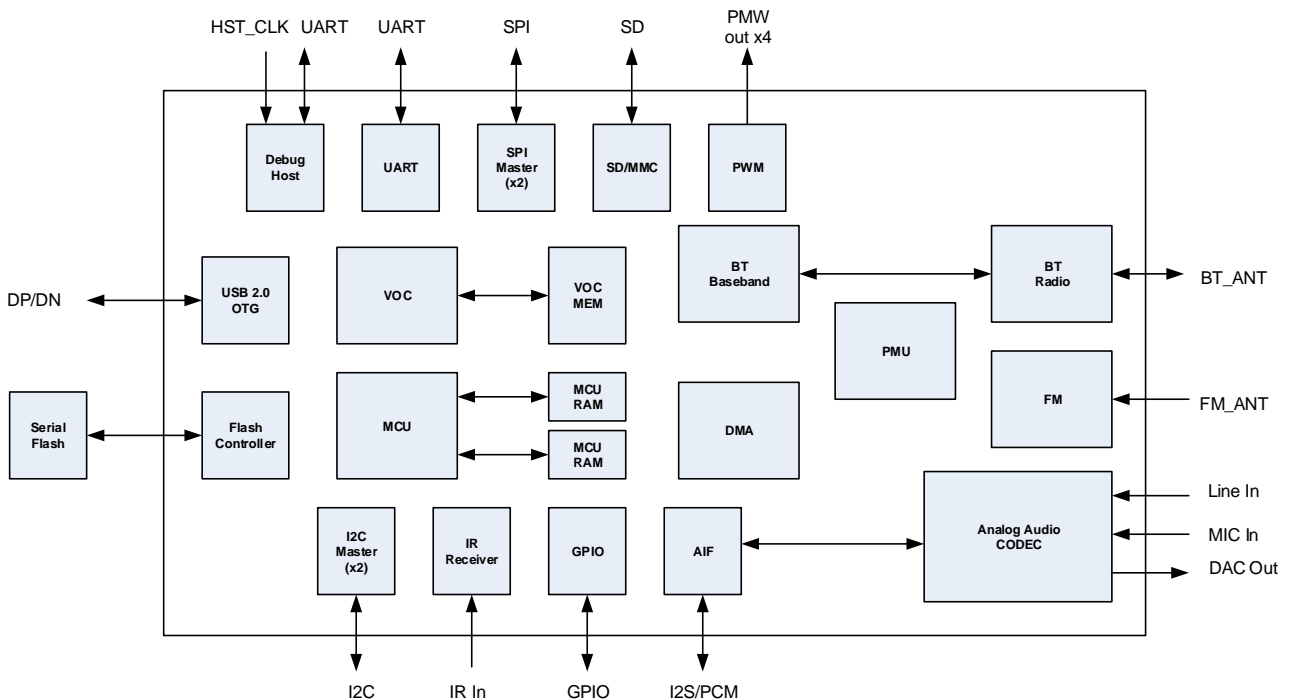 HST_CLK
UART
UART
SPI
SD
PMW
out x4
Debug
Host
UART
SPI
Master
(x2)
SD/MMC
PWM
DP/DN
USB 2.0
OTG
VOC
VOC
MEM
BT
Baseband
BT
Radio
BT_ANT
PMU
Serial
Flash
Flash
Controller
MCU
MCU
RAM
MCU
RAM
DMA
FM
FM_ANT
I2C
Master
(x2)
IR
Receiver
GPIO
AIF
Analog Audio
CODEC
Line In
MIC In
DAC Out
I2C
IR In
GPIO
I2S/PCM